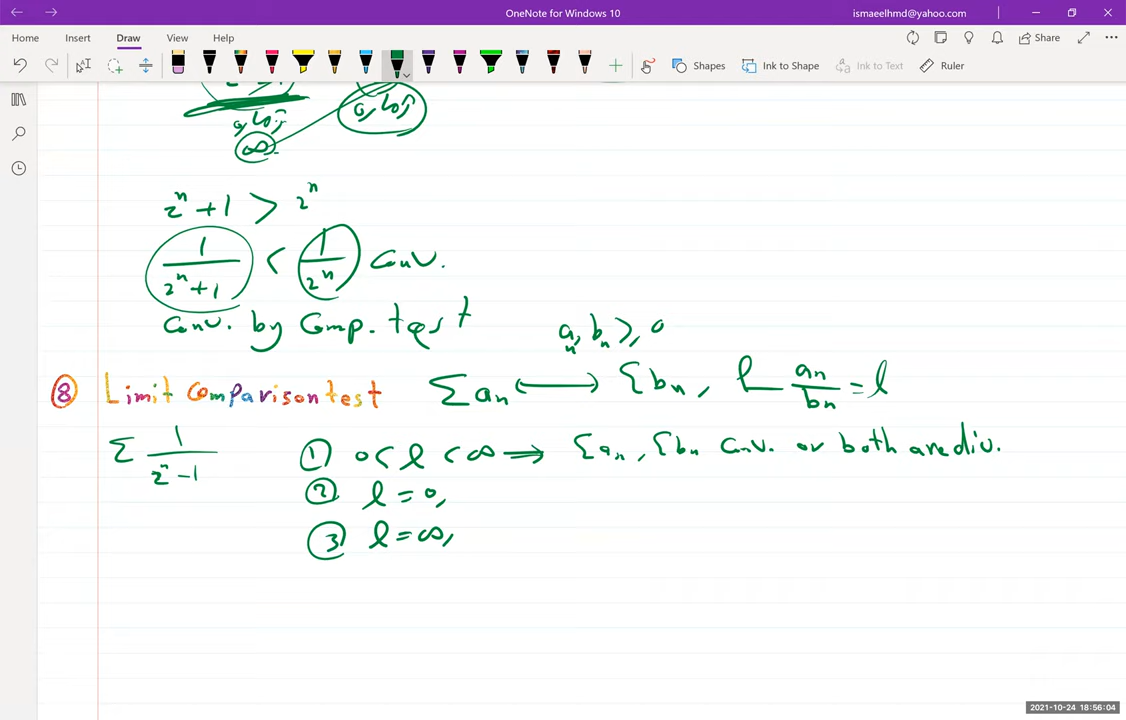 OneNote for Windows 10
ismaeelhmd@yahoo.com
Home Insert Draw View Help
Share
Shapes Ink to Shape Ink to Text Ruler
∞
2ⁿ + 1 > 2ⁿ
1/(2ⁿ + 1) < 1/2ⁿ Conv.
Conv. by Comp. test
aₙ, bₙ ≥, 0
⑧ Limit Comparison test Σaₙ ⟷ Σbₙ, l aₙ/bₙ = l
Σ 1/(2ⁿ - 1)
① 0 < l < ∞ ⟹ Σaₙ, Σbₙ Conv. or both are div.
② l = 0,
③ l = ∞,
2021-10-24 18:56:04